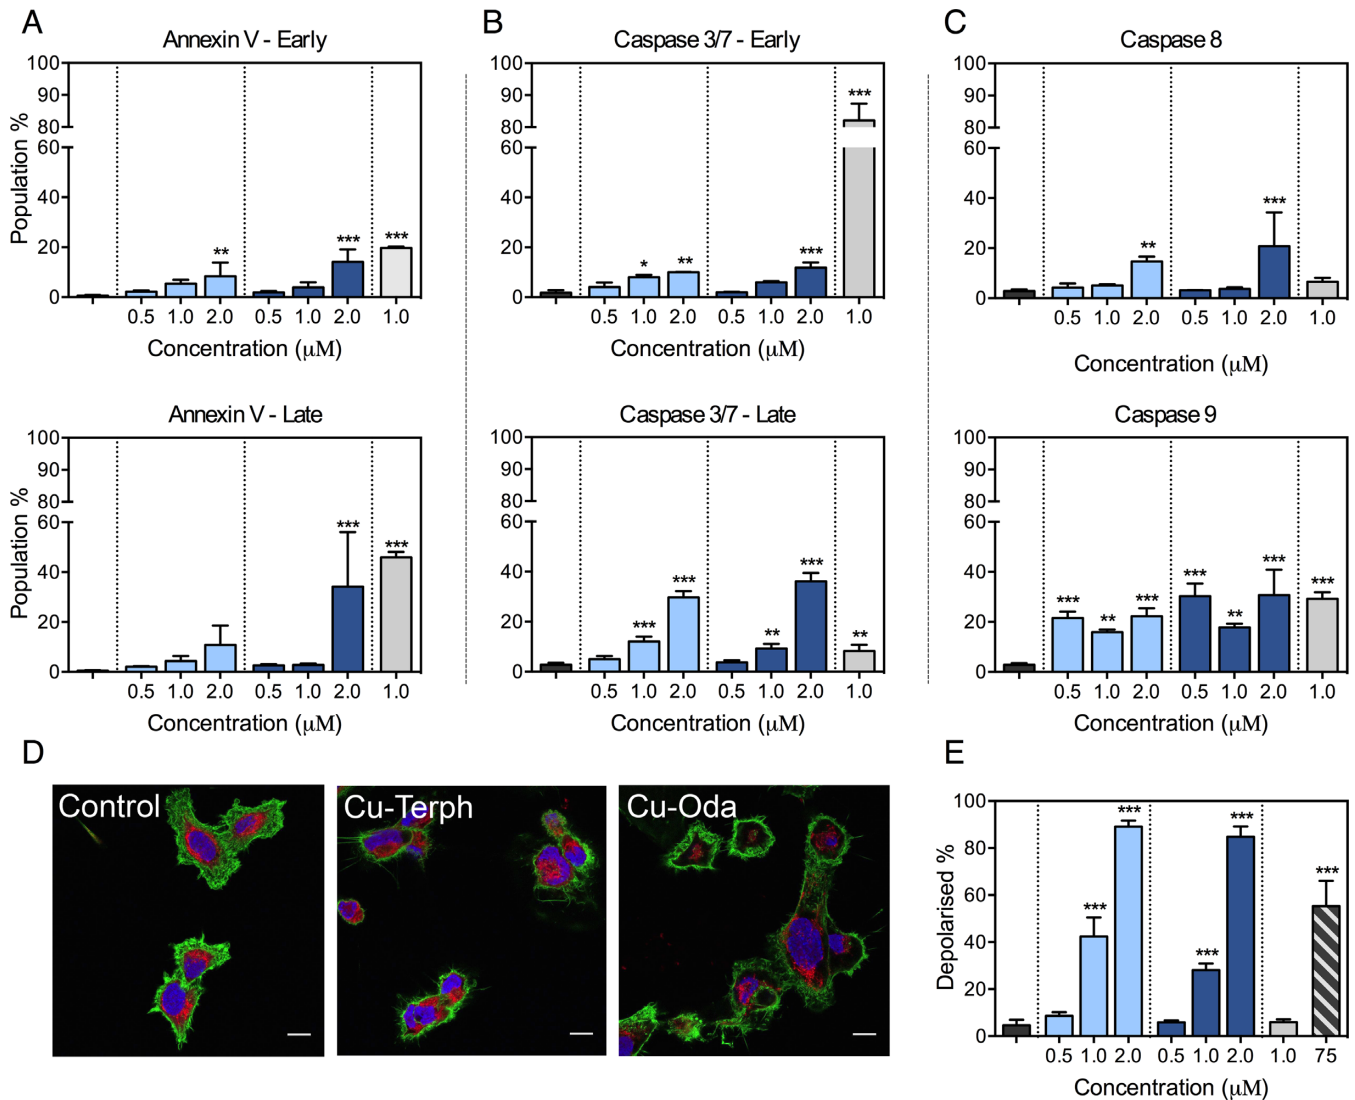 A
Annexin V - Early
Population %
100
90
80
60
40
20
0
**
***
***
0.5 1.0 2.0 0.5 1.0 2.0 1.0
Concentration (μM)
Annexin V - Late
Population %
100
90
80
60
40
20
0
***
***
0.5 1.0 2.0 0.5 1.0 2.0 1.0
Concentration (μM)
B
Caspase 3/7 - Early
100
90
80
60
40
20
0
*
**
***
***
0.5 1.0 2.0 0.5 1.0 2.0 1.0
Concentration (μM)
Caspase 3/7 - Late
100
90
80
60
40
20
0
***
***
**
***
**
0.5 1.0 2.0 0.5 1.0 2.0 1.0
Concentration (μM)
C
Caspase 8
100
90
80
60
40
20
0
**
***
0.5 1.0 2.0 0.5 1.0 2.0 1.0
Concentration (μM)
Caspase 9
100
90
80
60
40
20
0
***
**
***
***
**
***
***
0.5 1.0 2.0 0.5 1.0 2.0 1.0
Concentration (μM)
D
Control
Cu-Terph
Cu-Oda
E
Depolarised %
100
80
60
40
20
0
***
***
***
***
***
0.5 1.0 2.0 0.5 1.0 2.0 1.0 75
Concentration (μM)